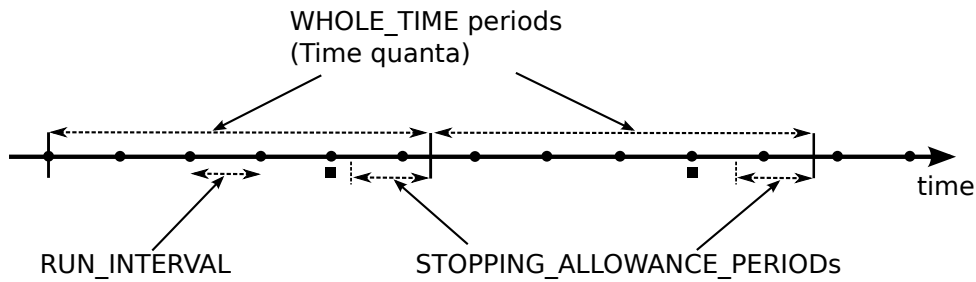 WHOLE_TIME periods
(Time quanta)
time
RUN_INTERVAL
STOPPING_ALLOWANCE_PERIODs